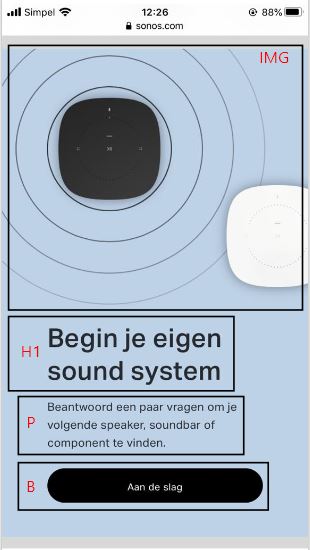 Simpel 12:26 88%
sonos.com
IMG
H1
Begin je eigen
sound system
P
Beantwoord een paar vragen om je
volgende speaker, soundbar of
component te vinden.
B
Aan de slag